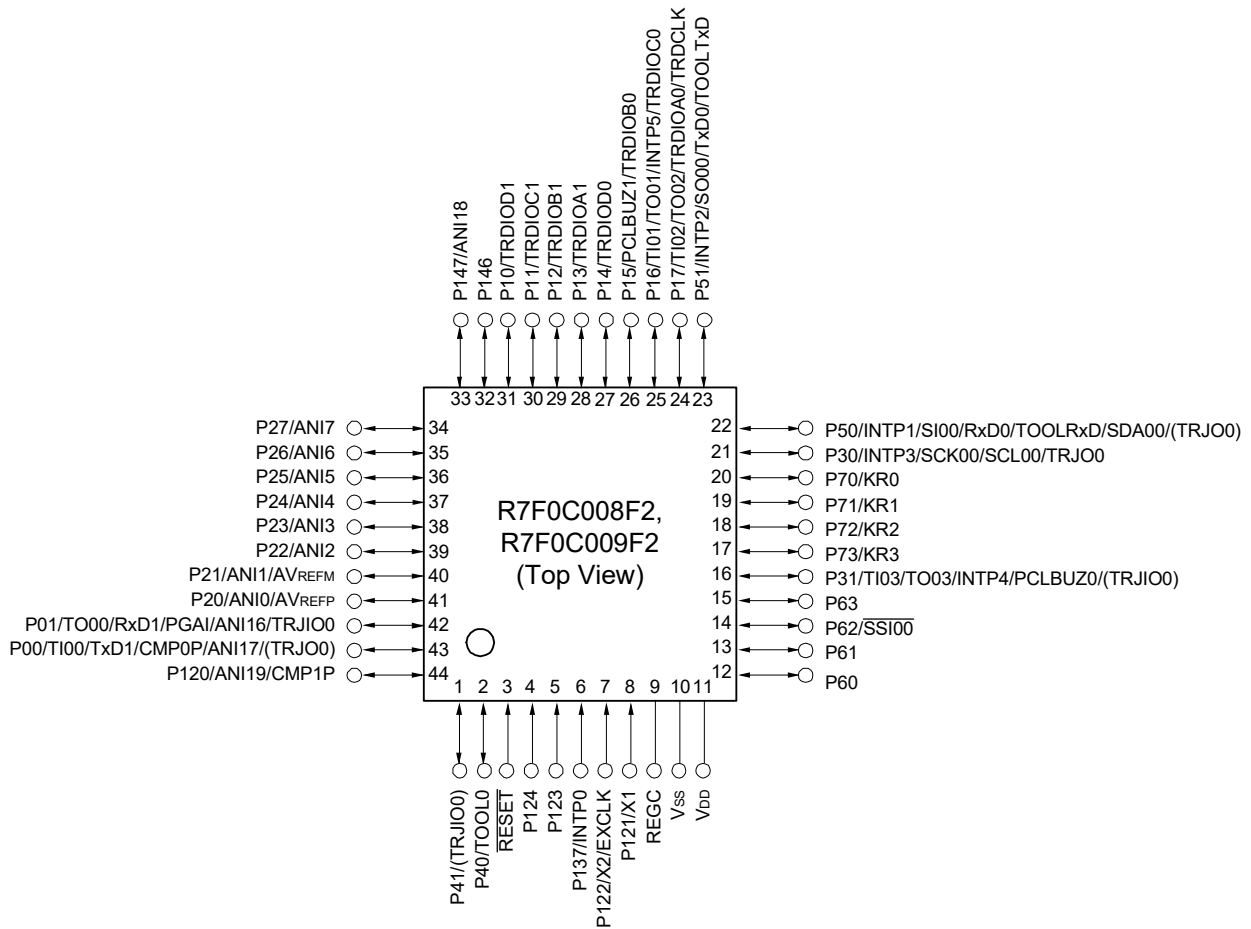 P147/ANI18
P146
P10/TRDIOD1
P11/TRDIOC1
P12/TRDIOB1
P13/TRDIOA1
P14/TRDIOD0
P15/PCLBUZ1/TRDIOB0
P16/TI01/TO01/INTP5/TRDIOC0
P17/TI02/TO02/TRDIOA0/TRDCLK
P51/INTP2/SO00/TxD0/TOOLTxD
33 32 31 30 29 28 27 26 25 24 23
P27/ANI7 34
P26/ANI6 35
P25/ANI5 36
P24/ANI4 37
P23/ANI3 38
P22/ANI2 39
P21/ANI1/AVREFM 40
P20/ANI0/AVREFP 41
P01/TO00/RxD1/PGAI/ANI16/TRJIO0 42
P00/TI00/TxD1/CMP0P/ANI17/(TRJO0) 43
P120/ANI19/CMP1P 44
R7F0C008F2,
R7F0C009F2
(Top View)
22 P50/INTP1/SI00/RxD0/TOOLRxD/SDA00/(TRJO0)
21 P30/INTP3/SCK00/SCL00/TRJO0
20 P70/KR0
19 P71/KR1
18 P72/KR2
17 P73/KR3
16 P31/TI03/TO03/INTP4/PCLBUZ0/(TRJIO0)
15 P63
14 P62/SSI00
13 P61
12 P60
1 2 3 4 5 6 7 8 9 10 11
P41/(TRJIO0)
P40/TOOL0
RESET
P124
P123
P137/INTP0
P122/X2/EXCLK
P121/X1
REGC
VSS
VDD